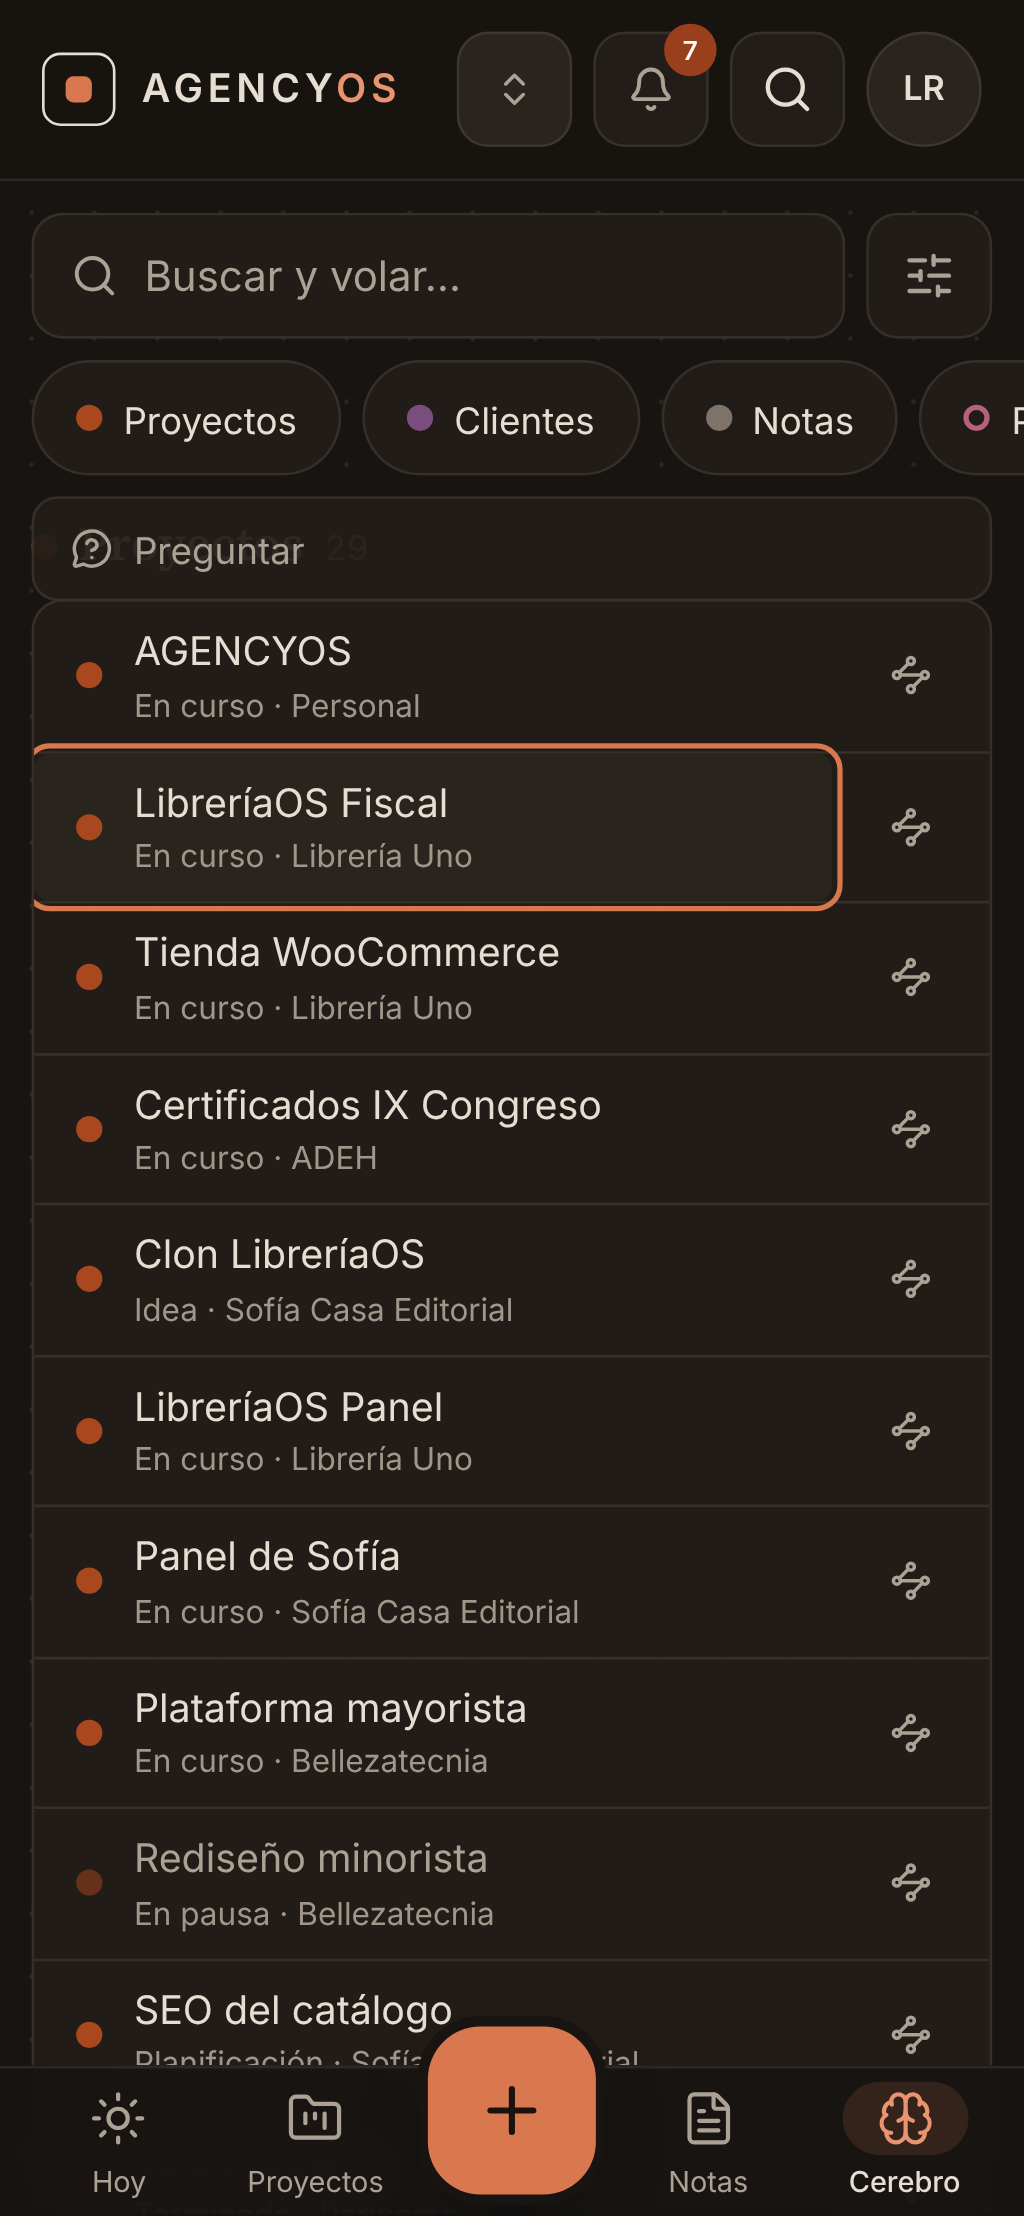 AGENCYOS
7
LR
Buscar y volar...
Proyectos
Clientes
Notas
Proyectos 29
Preguntar
AGENCYOS
En curso · Personal
LibreríaOS Fiscal
En curso · Librería Uno
Tienda WooCommerce
En curso · Librería Uno
Certificados IX Congreso
En curso · ADEH
Clon LibreríaOS
Idea · Sofía Casa Editorial
LibreríaOS Panel
En curso · Librería Uno
Panel de Sofía
En curso · Sofía Casa Editorial
Plataforma mayorista
En curso · Bellezatecnia
Rediseño minorista
En pausa · Bellezatecnia
SEO del catálogo
Planificación · Sofía
Hoy
Proyectos
Notas
Cerebro